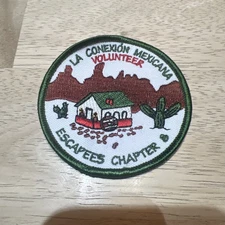 LA CONEXIÓN MEXICANA
VOLUNTEER
ESCAPEES CHAPTER 8